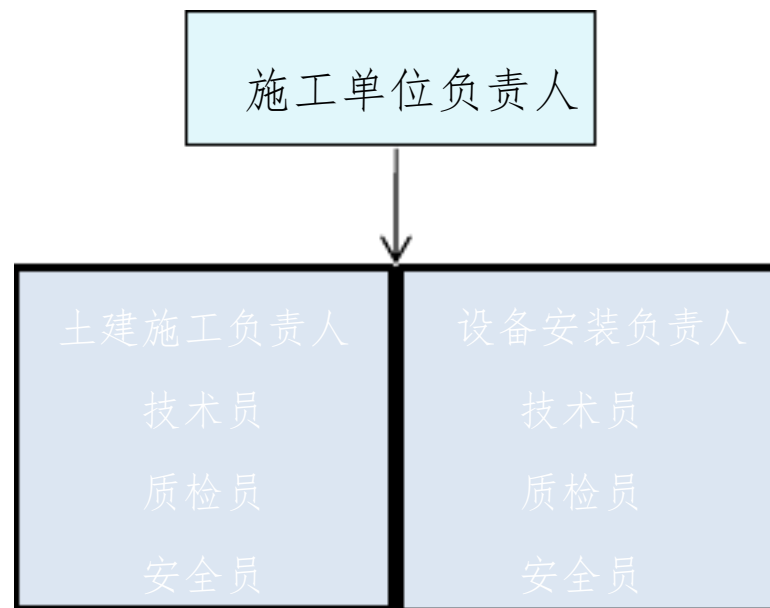 施工单位负责人
土建施工负责人
技术员
质检员
安全员
设备安装负责人
技术员
质检员
安全员